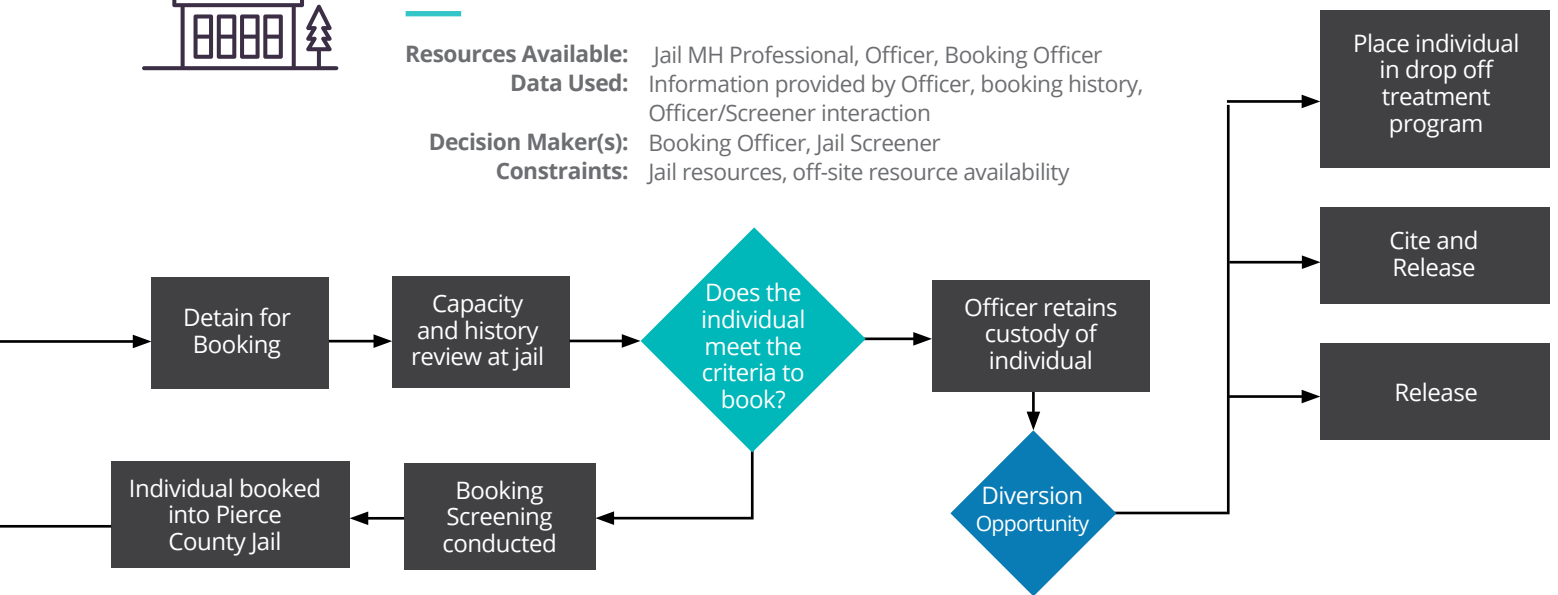 Resources Available: Jail MH Professional, Officer, Booking Officer
Data Used: Information provided by Officer, booking history,
Officer/Screener interaction
Decision Maker(s): Booking Officer, Jail Screener
Constraints: Jail resources, off-site resource availability
Detain for
Booking
Capacity
and history
review at jail
Does the
individual
meet the
criteria to
book?
Officer retains
custody of
individual
Diversion
Opportunity
Place individual
in drop off
treatment
program
Cite and
Release
Release
Booking
Screening
conducted
Individual booked
into Pierce
County Jail